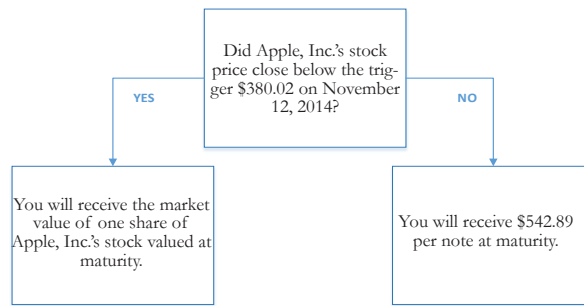 Did Apple, Inc.'s stock
price close below the trig-
ger $380.02 on November
12, 2014?
YES
NO
You will receive the market
value of one share of
Apple, Inc.'s stock valued at
maturity.
You will receive $542.89
per note at maturity.